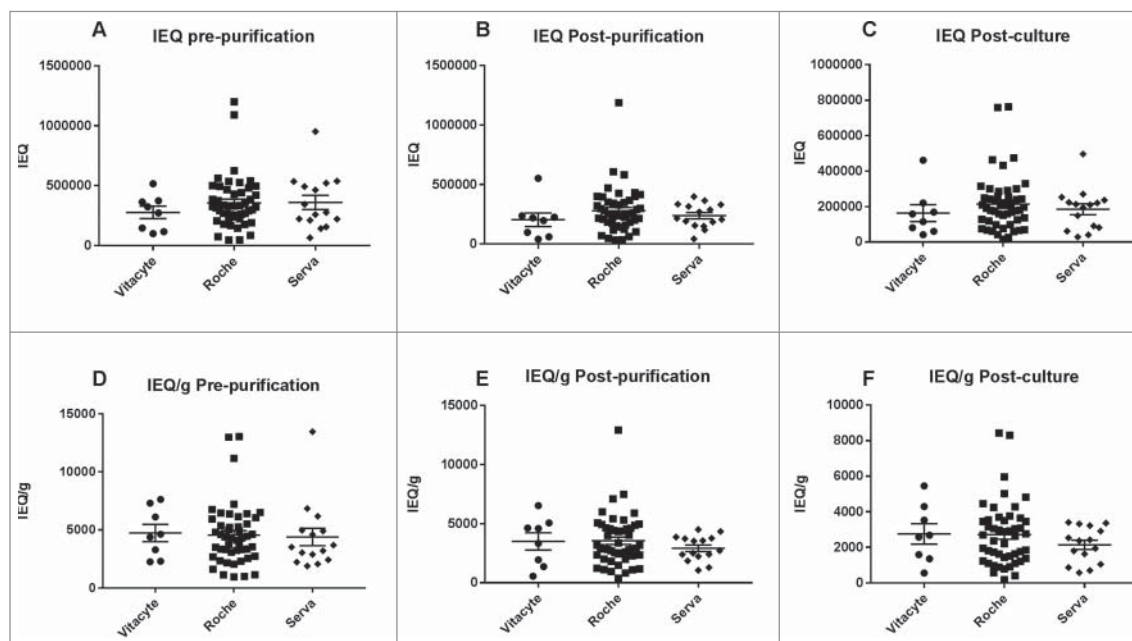 A
IEQ pre-purification
1500000
1000000
500000
0
IEQ
Vitacyte
Roche
Serva
B
IEQ Post-purification
1500000
1000000
500000
0
IEQ
Vitacyte
Roche
Serva
C
IEQ Post-culture
1000000
800000
600000
400000
200000
0
IEQ
Vitacyte
Roche
Serva
D
IEQ/g Pre-purification
15000
10000
5000
0
IEQ/g
Vitacyte
Roche
Serva
E
IEQ/g Post-purification
15000
10000
5000
0
IEQ/g
Vitacyte
Roche
Serva
F
IEQ/g Post-culture
10000
8000
6000
4000
2000
0
IEQ/g
Vitacyte
Roche
Serva